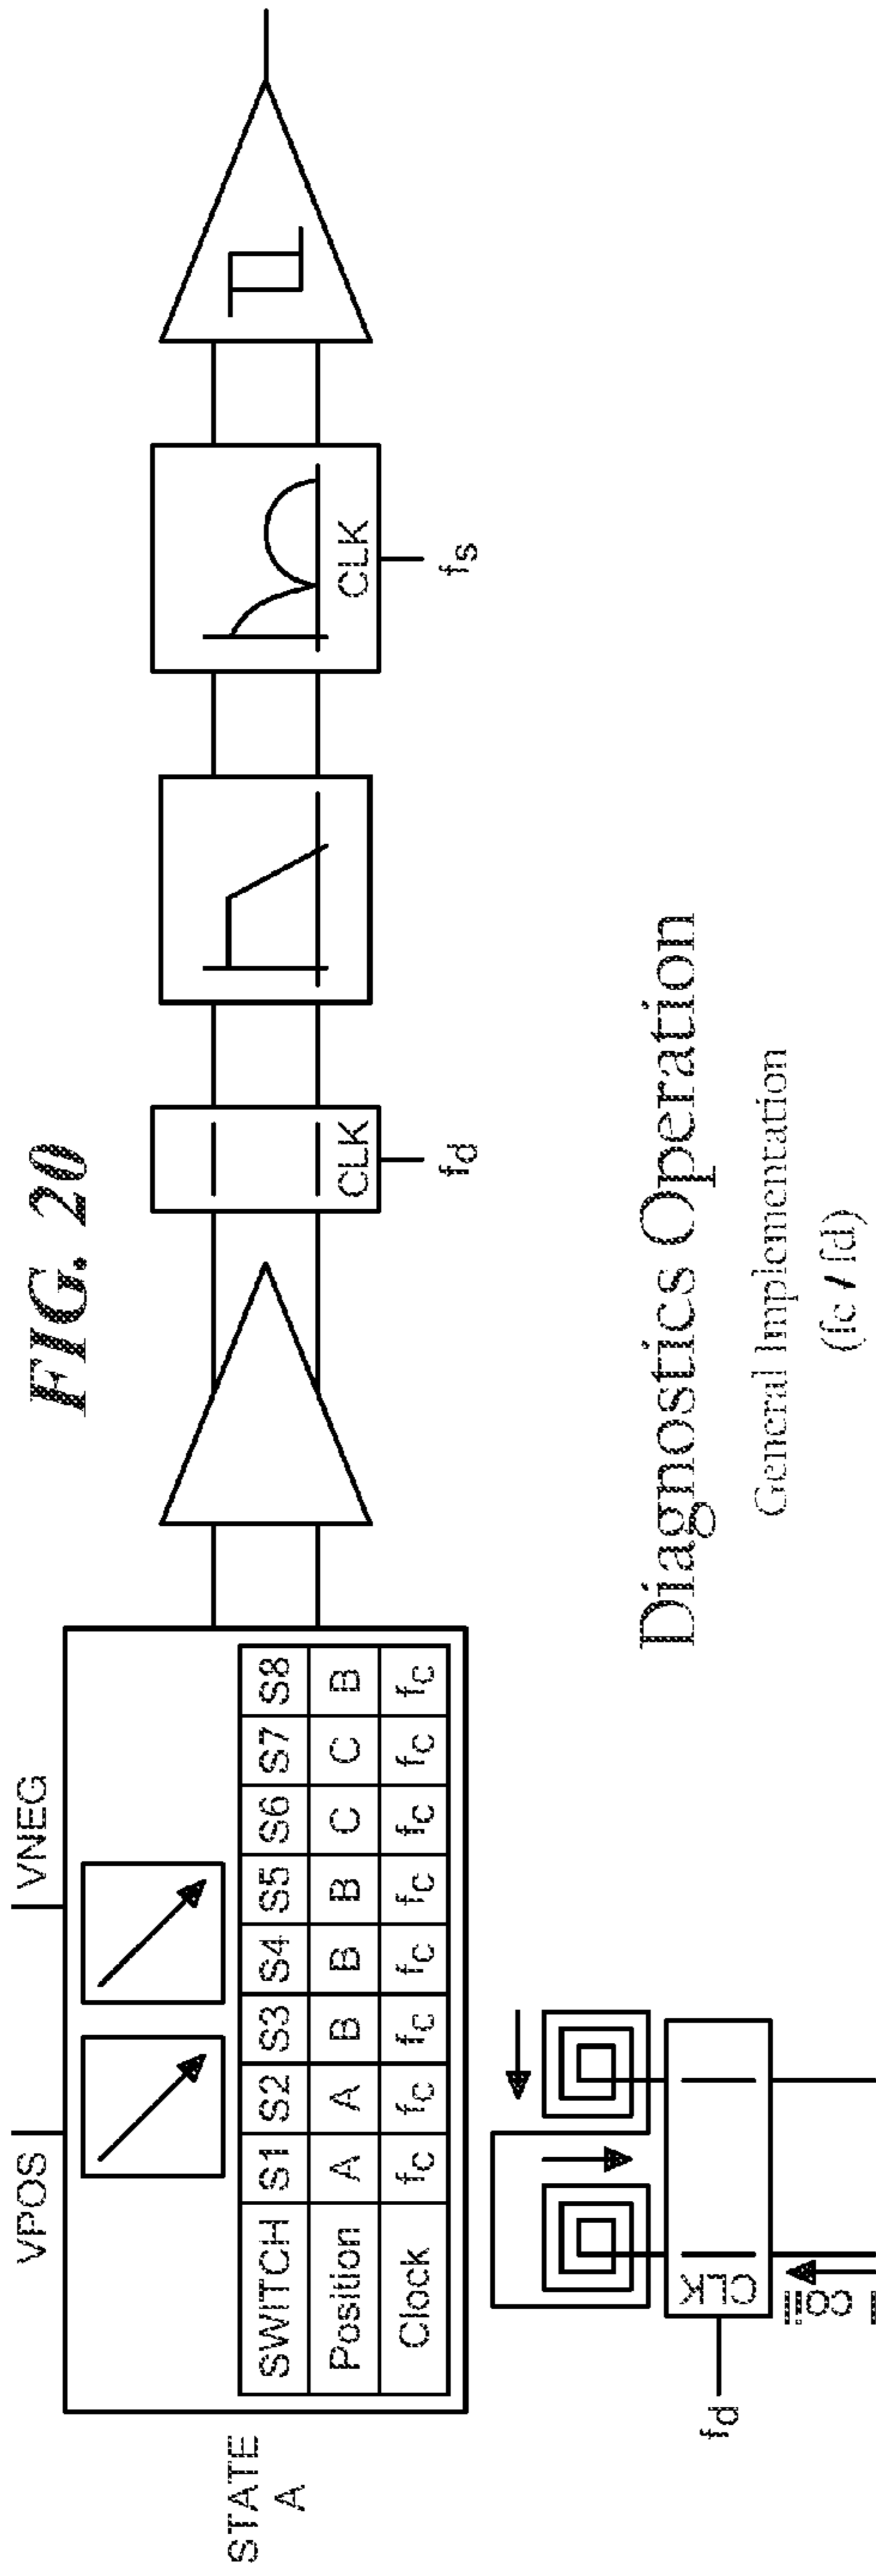 VPOS VNEG
FIG. 20
STATE
A
SWITCH S1 S2 S3 S4 S5 S6 S7 S8
Position A A B B B C C B
Clock fc fc fc fc fc fc fc fc
CLK CLK
fd fs
fd CLK
coil
Diagnostics Operation
General Implementation
(fc / fd)